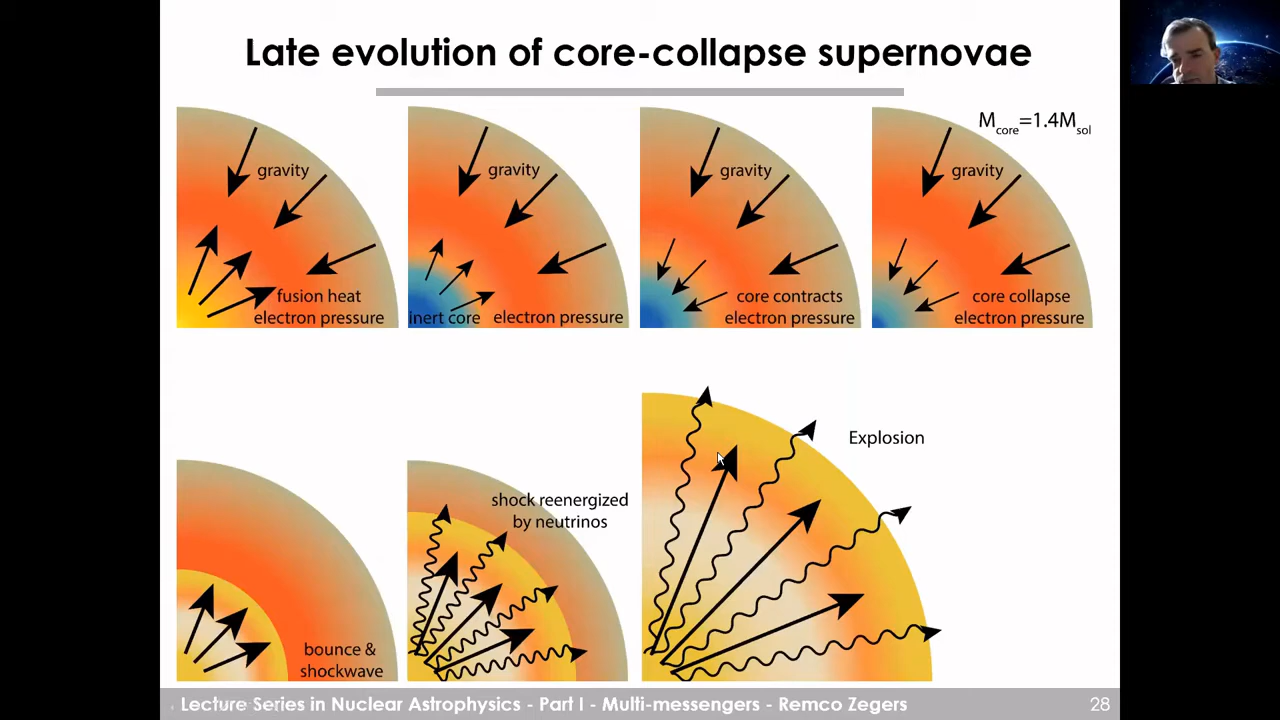 Late evolution of core-collapse supernovae
gravity
fusion heat
electron pressure
gravity
inert core
electron pressure
gravity
core contracts
electron pressure
Mcore=1.4Msol
gravity
core collapse
electron pressure
bounce &
shockwave
shock reenergized
by neutrinos
Explosion
Lecture Series in Nuclear Astrophysics - Part I - Multi-messengers - Remco Zegers
28